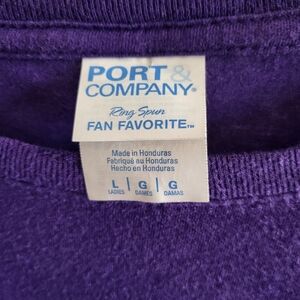 PORT &
COMPANY®
Ring Spun
FAN FAVORITE™
Made in Honduras
Fabriqué au Honduras
Hecho en Honduras
L | G | G
LADIES DAMES DAMAS